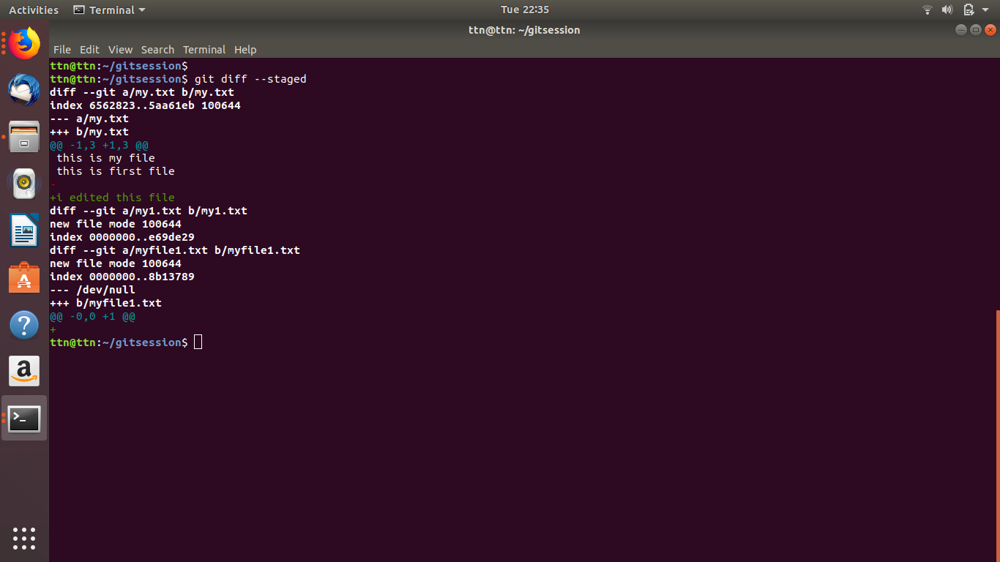 Activities Terminal Tue 22:35
ttn@ttn: ~/gitsession
File Edit View Search Terminal Help
ttn@ttn:~/gitsession$
ttn@ttn:~/gitsession$ git diff --staged
diff --git a/my.txt b/my.txt
index 6562823..5aa61eb 100644
--- a/my.txt
+++ b/my.txt
@@ -1,3 +1,3 @@
 this is my file
 this is first file
-
+i edited this file
diff --git a/my1.txt b/my1.txt
new file mode 100644
index 0000000..e69de29
diff --git a/myfile1.txt b/myfile1.txt
new file mode 100644
index 0000000..8b13789
--- /dev/null
+++ b/myfile1.txt
@@ -0,0 +1 @@
+
ttn@ttn:~/gitsession$